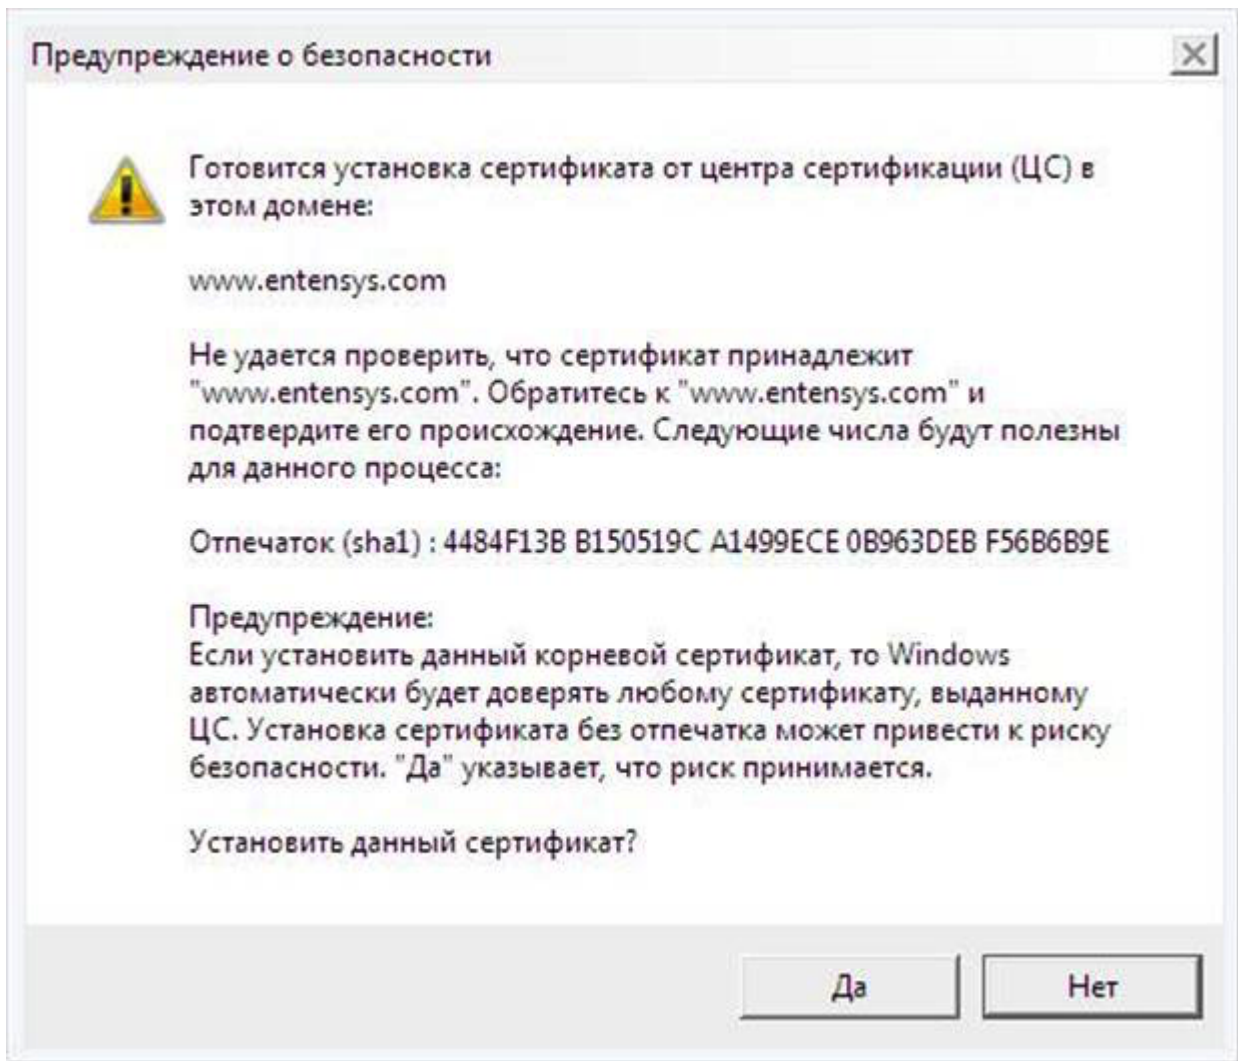 Предупреждение о безопасности
Готовится установка сертификата от центра сертификации (ЦС) в
этом домене:
www.entensys.com
Не удается проверить, что сертификат принадлежит
"www.entensys.com". Обратитесь к "www.entensys.com" и
подтвердите его происхождение. Следующие числа будут полезны
для данного процесса:
Отпечаток (sha1) : 4484F13B B150519C A1499ECE 0B963DEB F56B6B9E
Предупреждение:
Если установить данный корневой сертификат, то Windows
автоматически будет доверять любому сертификату, выданному
ЦС. Установка сертификата без отпечатка может привести к риску
безопасности. "Да" указывает, что риск принимается.
Установить данный сертификат?
Да
Нет